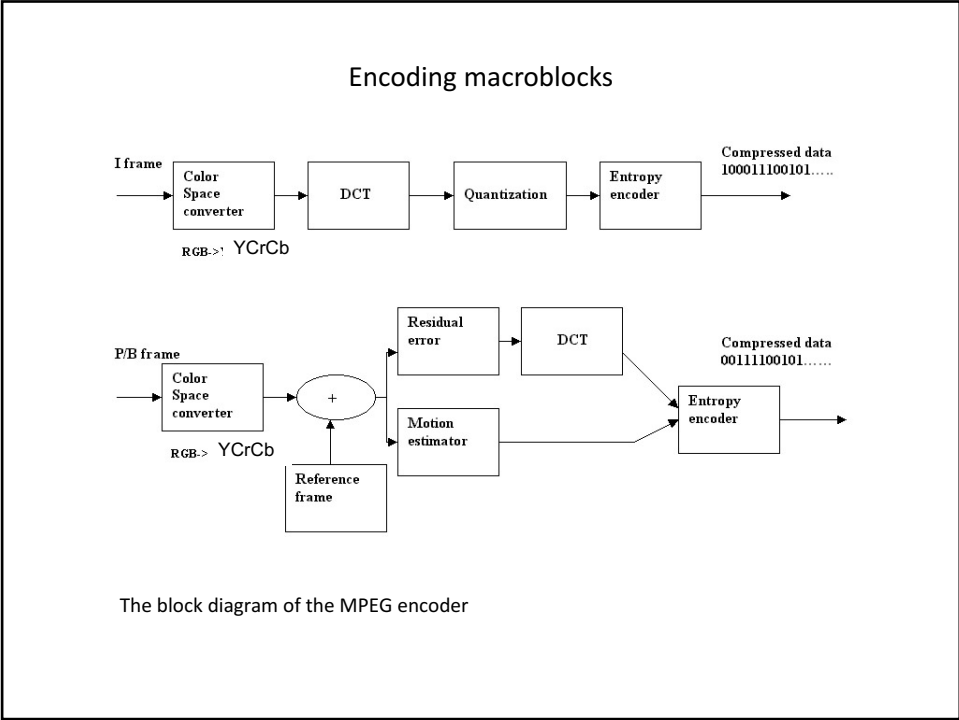 Encoding macroblocks
I frame
Color
Space
converter
RGB->
YCrCb
DCT
Quantization
Entropy
encoder
Compressed data
100011100101.....
P/B frame
Color
Space
converter
RGB->
YCrCb
+
Reference
frame
Residual
error
DCT
Motion
estimator
Entropy
encoder
Compressed data
00111100101......
The block diagram of the MPEG encoder